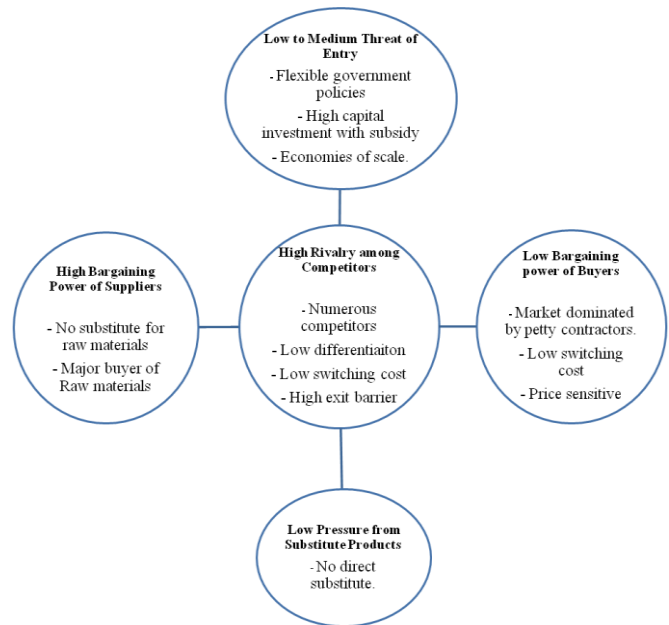 Low to Medium Threat of
Entry
- Flexible government
policies
- High capital
investment with subsidy
- Economies of scale.
High Bargaining
Power of Suppliers
- No substitute for
raw materials
- Major buyer of
Raw materials
High Rivalry among
Competitors
- Numerous
competitors
- Low differentiaiton
- Low switching cost
- High exit barrier
Low Bargaining
power of Buyers
- Market dominated
by petty contractors.
- Low switching
cost
- Price sensitive
Low Pressure from
Substitute Products
- No direct
substitute.